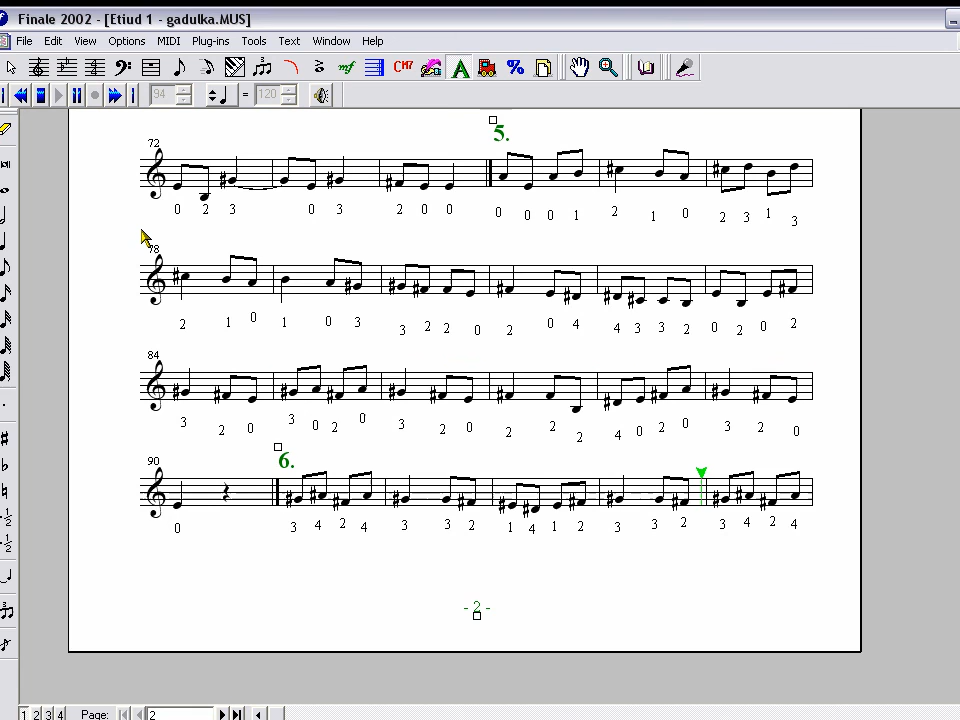 Finale 2002 - [Etiud 1 - gadulka.MUS]
File Edit View Options MIDI Plug-ins Tools Text Window Help
CM7 mf A %
94 = 120
5.
72
0 2 3 0 3 2 0 0 0 0 0 1 2 1 0 2 3 1 3
78
2 1 0 1 0 3 3 2 2 0 2 0 4 4 3 3 2 0 2 0 2
84
3 2 0 3 0 2 0 3 2 0 2 2 2 4 0 2 0 3 2 0
6.
90
0 3 4 2 4 3 3 2 1 4 1 2 3 3 2 3 4 2 4
- 2 -
1 2 3 4 Page: 2